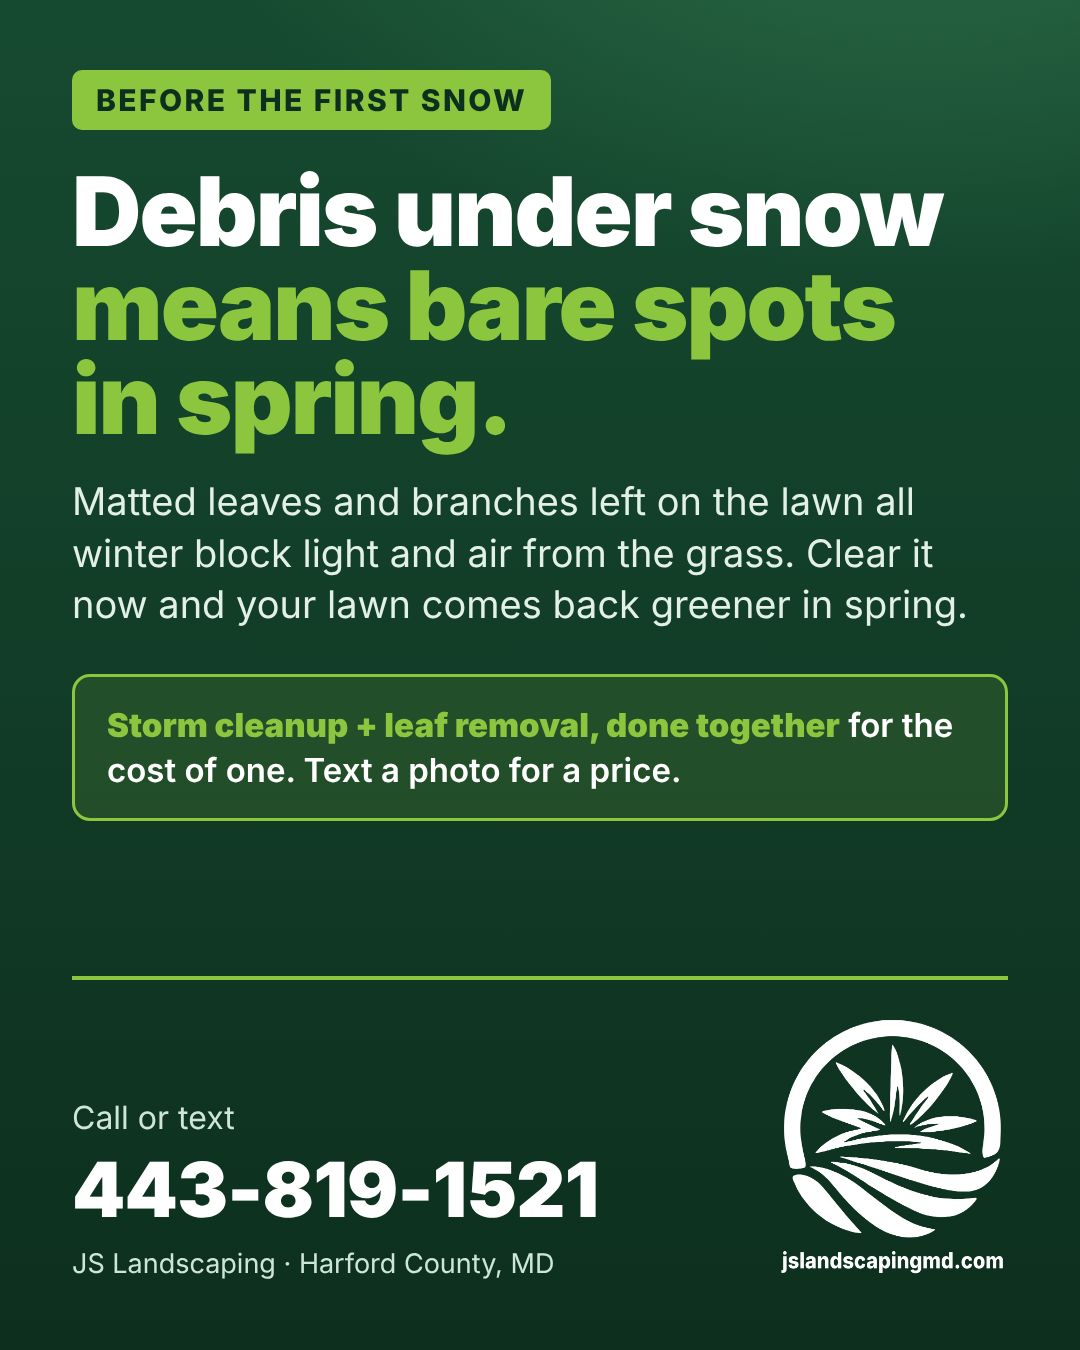 BEFORE THE FIRST SNOW
Debris under snow
means bare spots
in spring.
Matted leaves and branches left on the lawn all
winter block light and air from the grass. Clear it
now and your lawn comes back greener in spring.
Storm cleanup + leaf removal, done together for the
cost of one. Text a photo for a price.
Call or text
443-819-1521
JS Landscaping · Harford County, MD
jslandscapingmd.com